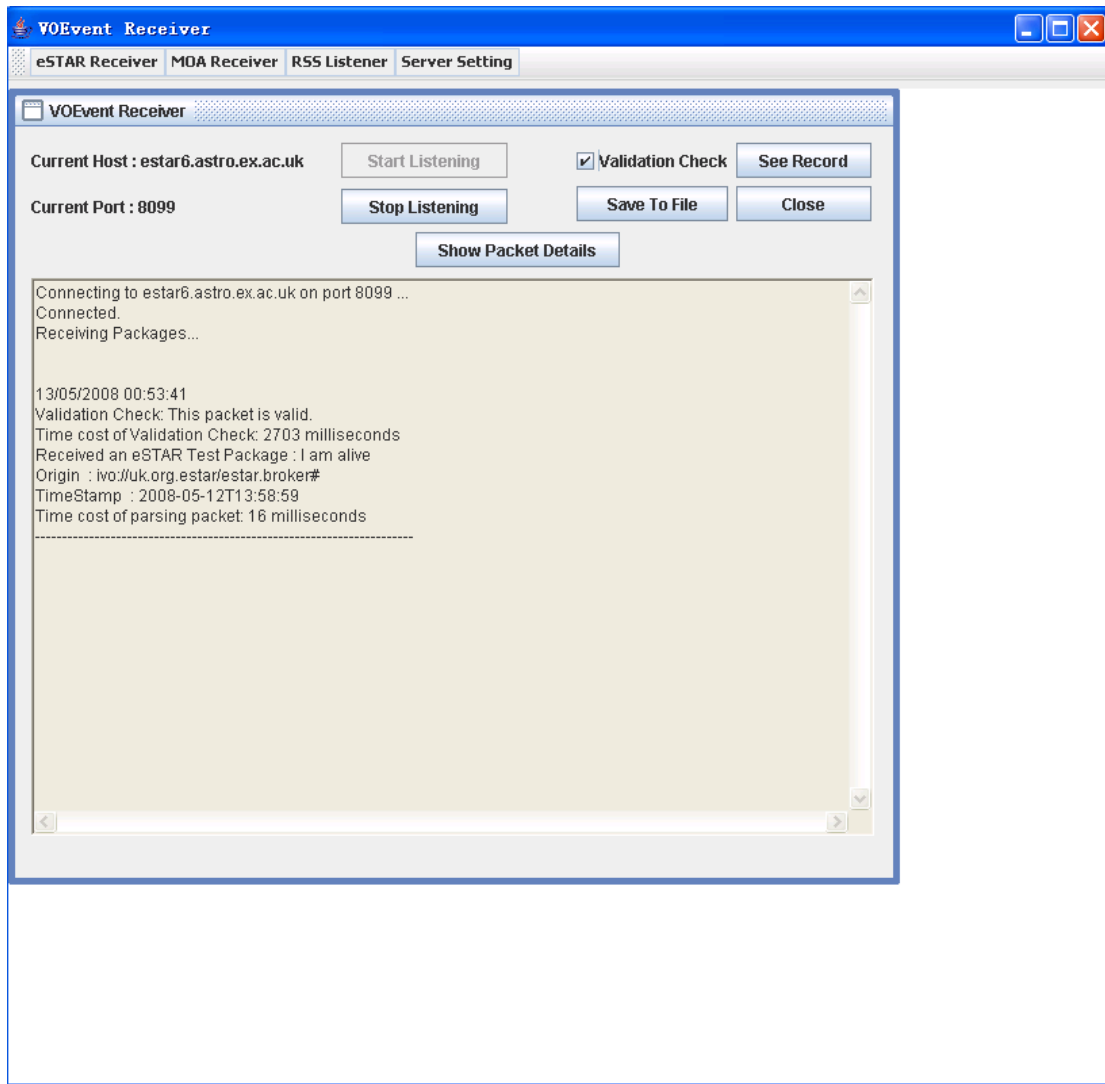 VOEvent Receiver
eSTAR Receiver MOA Receiver RSS Listener Server Setting
VOEvent Receiver
Current Host : estar6.astro.ex.ac.uk Start Listening Validation Check See Record
Current Port : 8099 Stop Listening Save To File Close
Show Packet Details
Connecting to estar6.astro.ex.ac.uk on port 8099 ...
Connected.
Receiving Packages...
13/05/2008 00:53:41
Validation Check: This packet is valid.
Time cost of Validation Check: 2703 milliseconds
Received an eSTAR Test Package : I am alive
Origin : ivo://uk.org.estar/estar.broker#
TimeStamp : 2008-05-12T13:58:59
Time cost of parsing packet: 16 milliseconds
----------------------------------------------------------------------